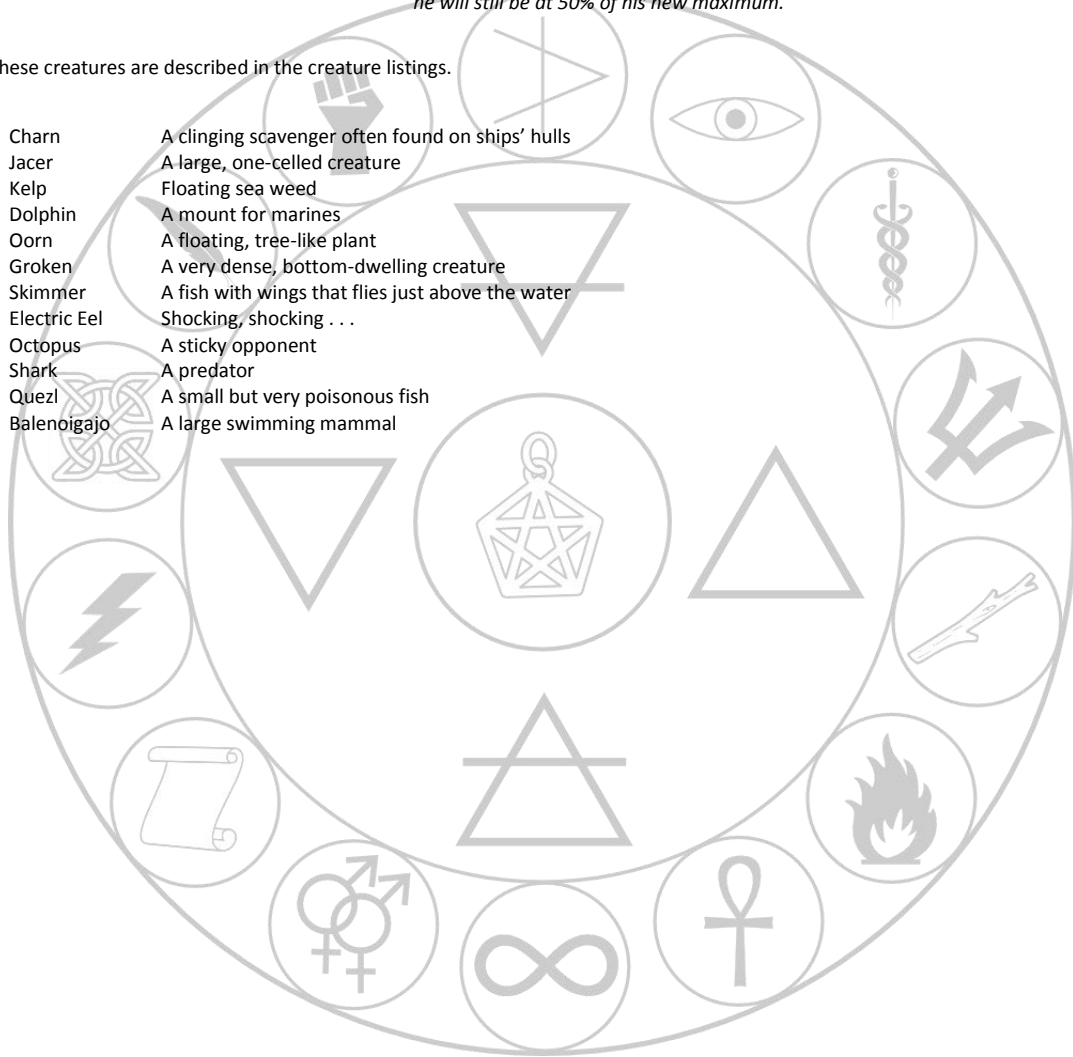 he will still be at 50% of his new maximum.
hese creatures are described in the creature listings.
Charn A clinging scavenger often found on ships' hulls
Jacer A large, one-celled creature
Kelp Floating sea weed
Dolphin A mount for marines
Oorn A floating, tree-like plant
Groken A very dense, bottom-dwelling creature
Skimmer A fish with wings that flies just above the water
Electric Eel Shocking, shocking . . .
Octopus A sticky opponent
Shark A predator
Quezl A small but very poisonous fish
Balenoigajo A large swimming mammal